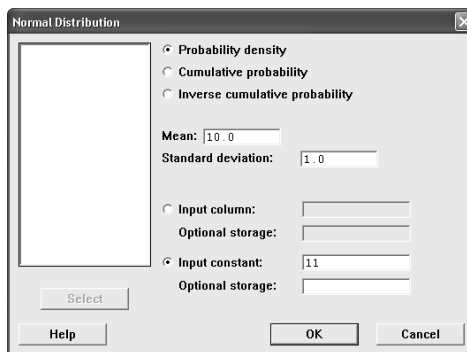 Normal Distribution
Probability density
Cumulative probability
Inverse cumulative probability
Mean: 10.0
Standard deviation: 1.0
Input column:
Optional storage:
Input constant: 11
Optional storage:
Select
Help OK Cancel